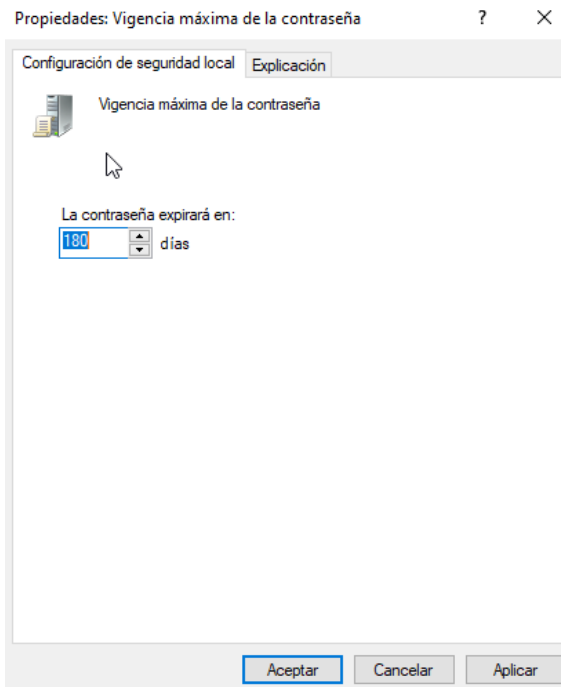 Propiedades: Vigencia máxima de la contraseña ? ×
Configuración de seguridad local Explicación
Vigencia máxima de la contraseña
La contraseña expirará en:
180 días
Aceptar Cancelar Aplicar